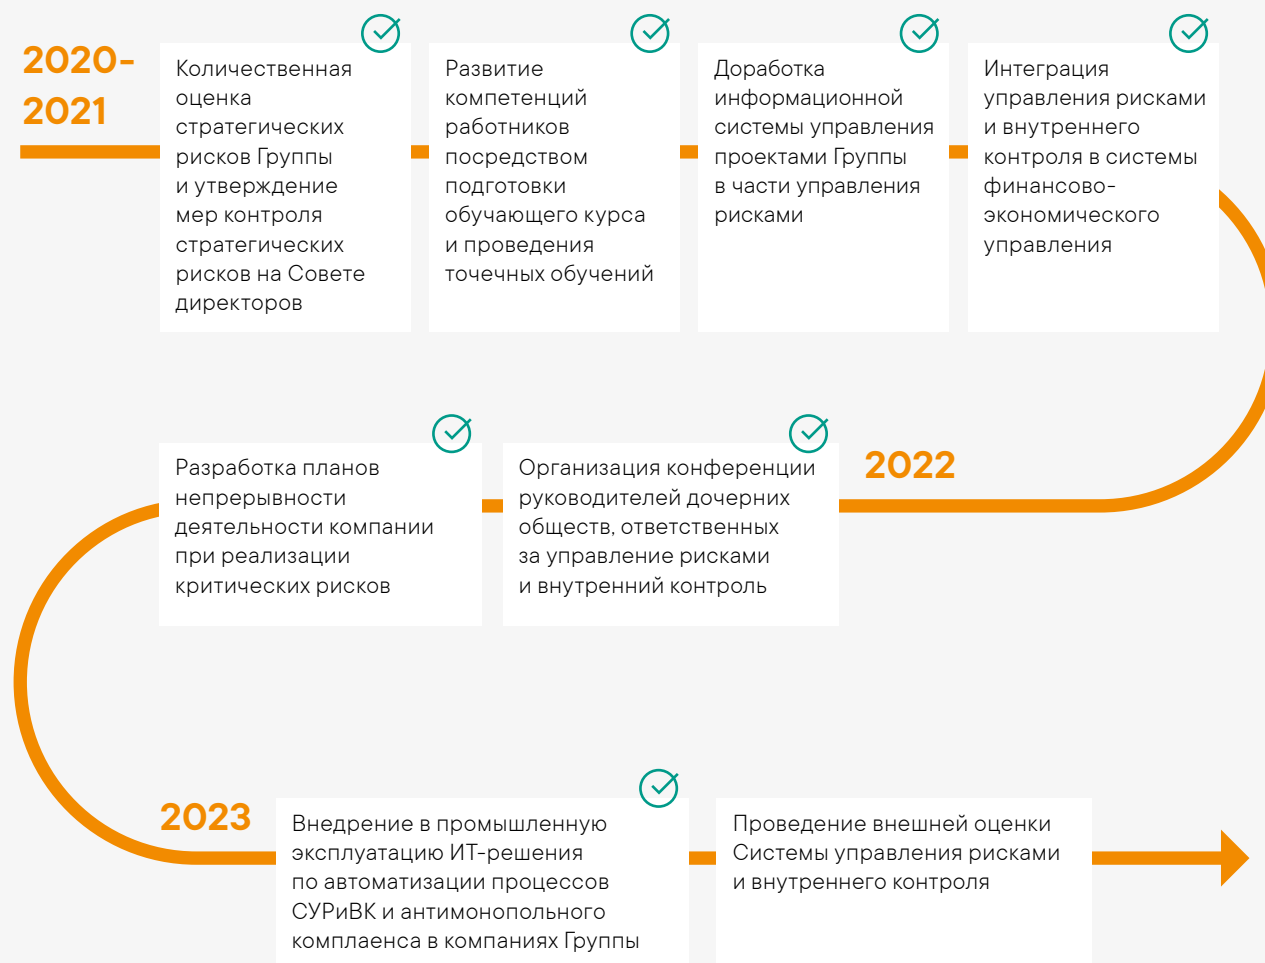 2020-
2021
Количественная
оценка
стратегических
рисков Группы
и утверждение
мер контроля
стратегических
рисков на Совете
директоров
Развитие
компетенций
работников
посредством
подготовки
обучающего курса
и проведения
точечных обучений
Доработка
информационной
системы управления
проектами Группы
в части управления
рисками
Интеграция
управления рисками
и внутреннего
контроля в системы
финансово-
экономического
управления
2022
Организация конференции
руководителей дочерних
обществ, ответственных
за управление рисками
и внутренний контроль
Разработка планов
непрерывности
деятельности компании
при реализации
критических рисков
2023
Внедрение в промышленную
эксплуатацию ИТ-решения
по автоматизации процессов
СУРиВК и антимонопольного
комплаенса в компаниях Группы
Проведение внешней оценки
Системы управления рисками
и внутреннего контроля